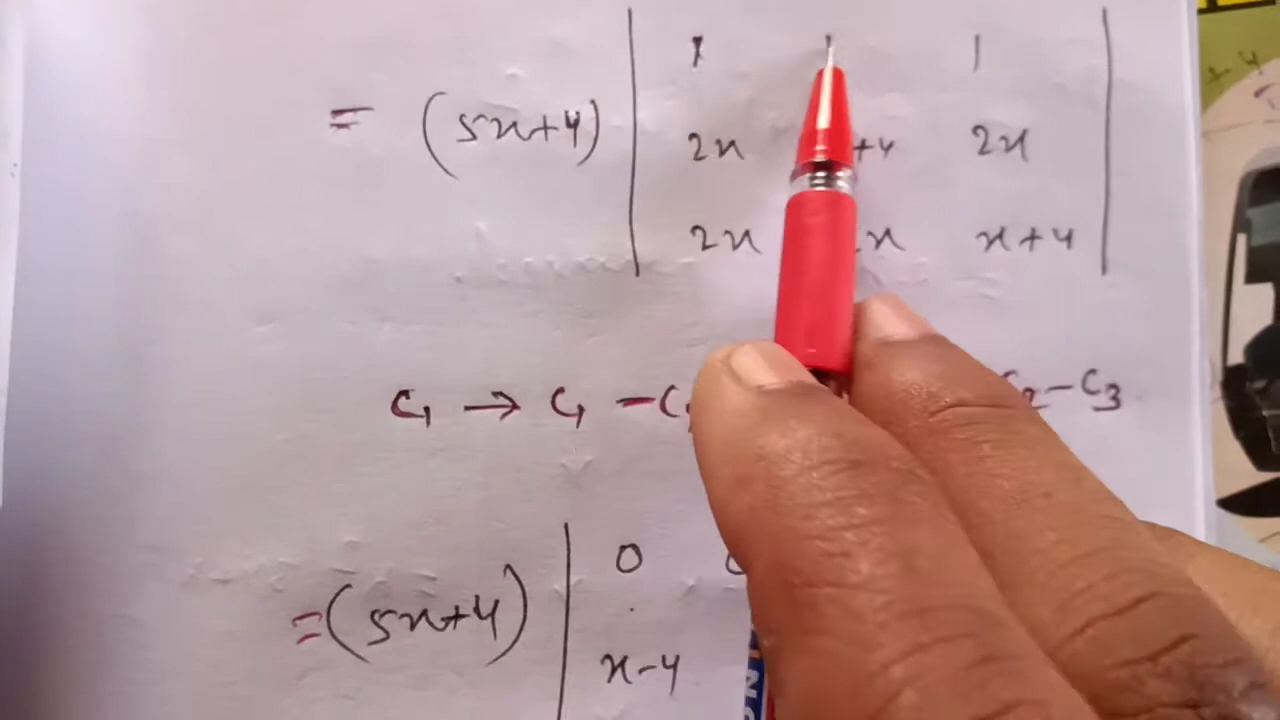 1 1 1
= (5x+4)
2x +4 2x
2x x x+4
C₁ → C₁ -C C₂-C₃
0
=(5x+4)
x-4